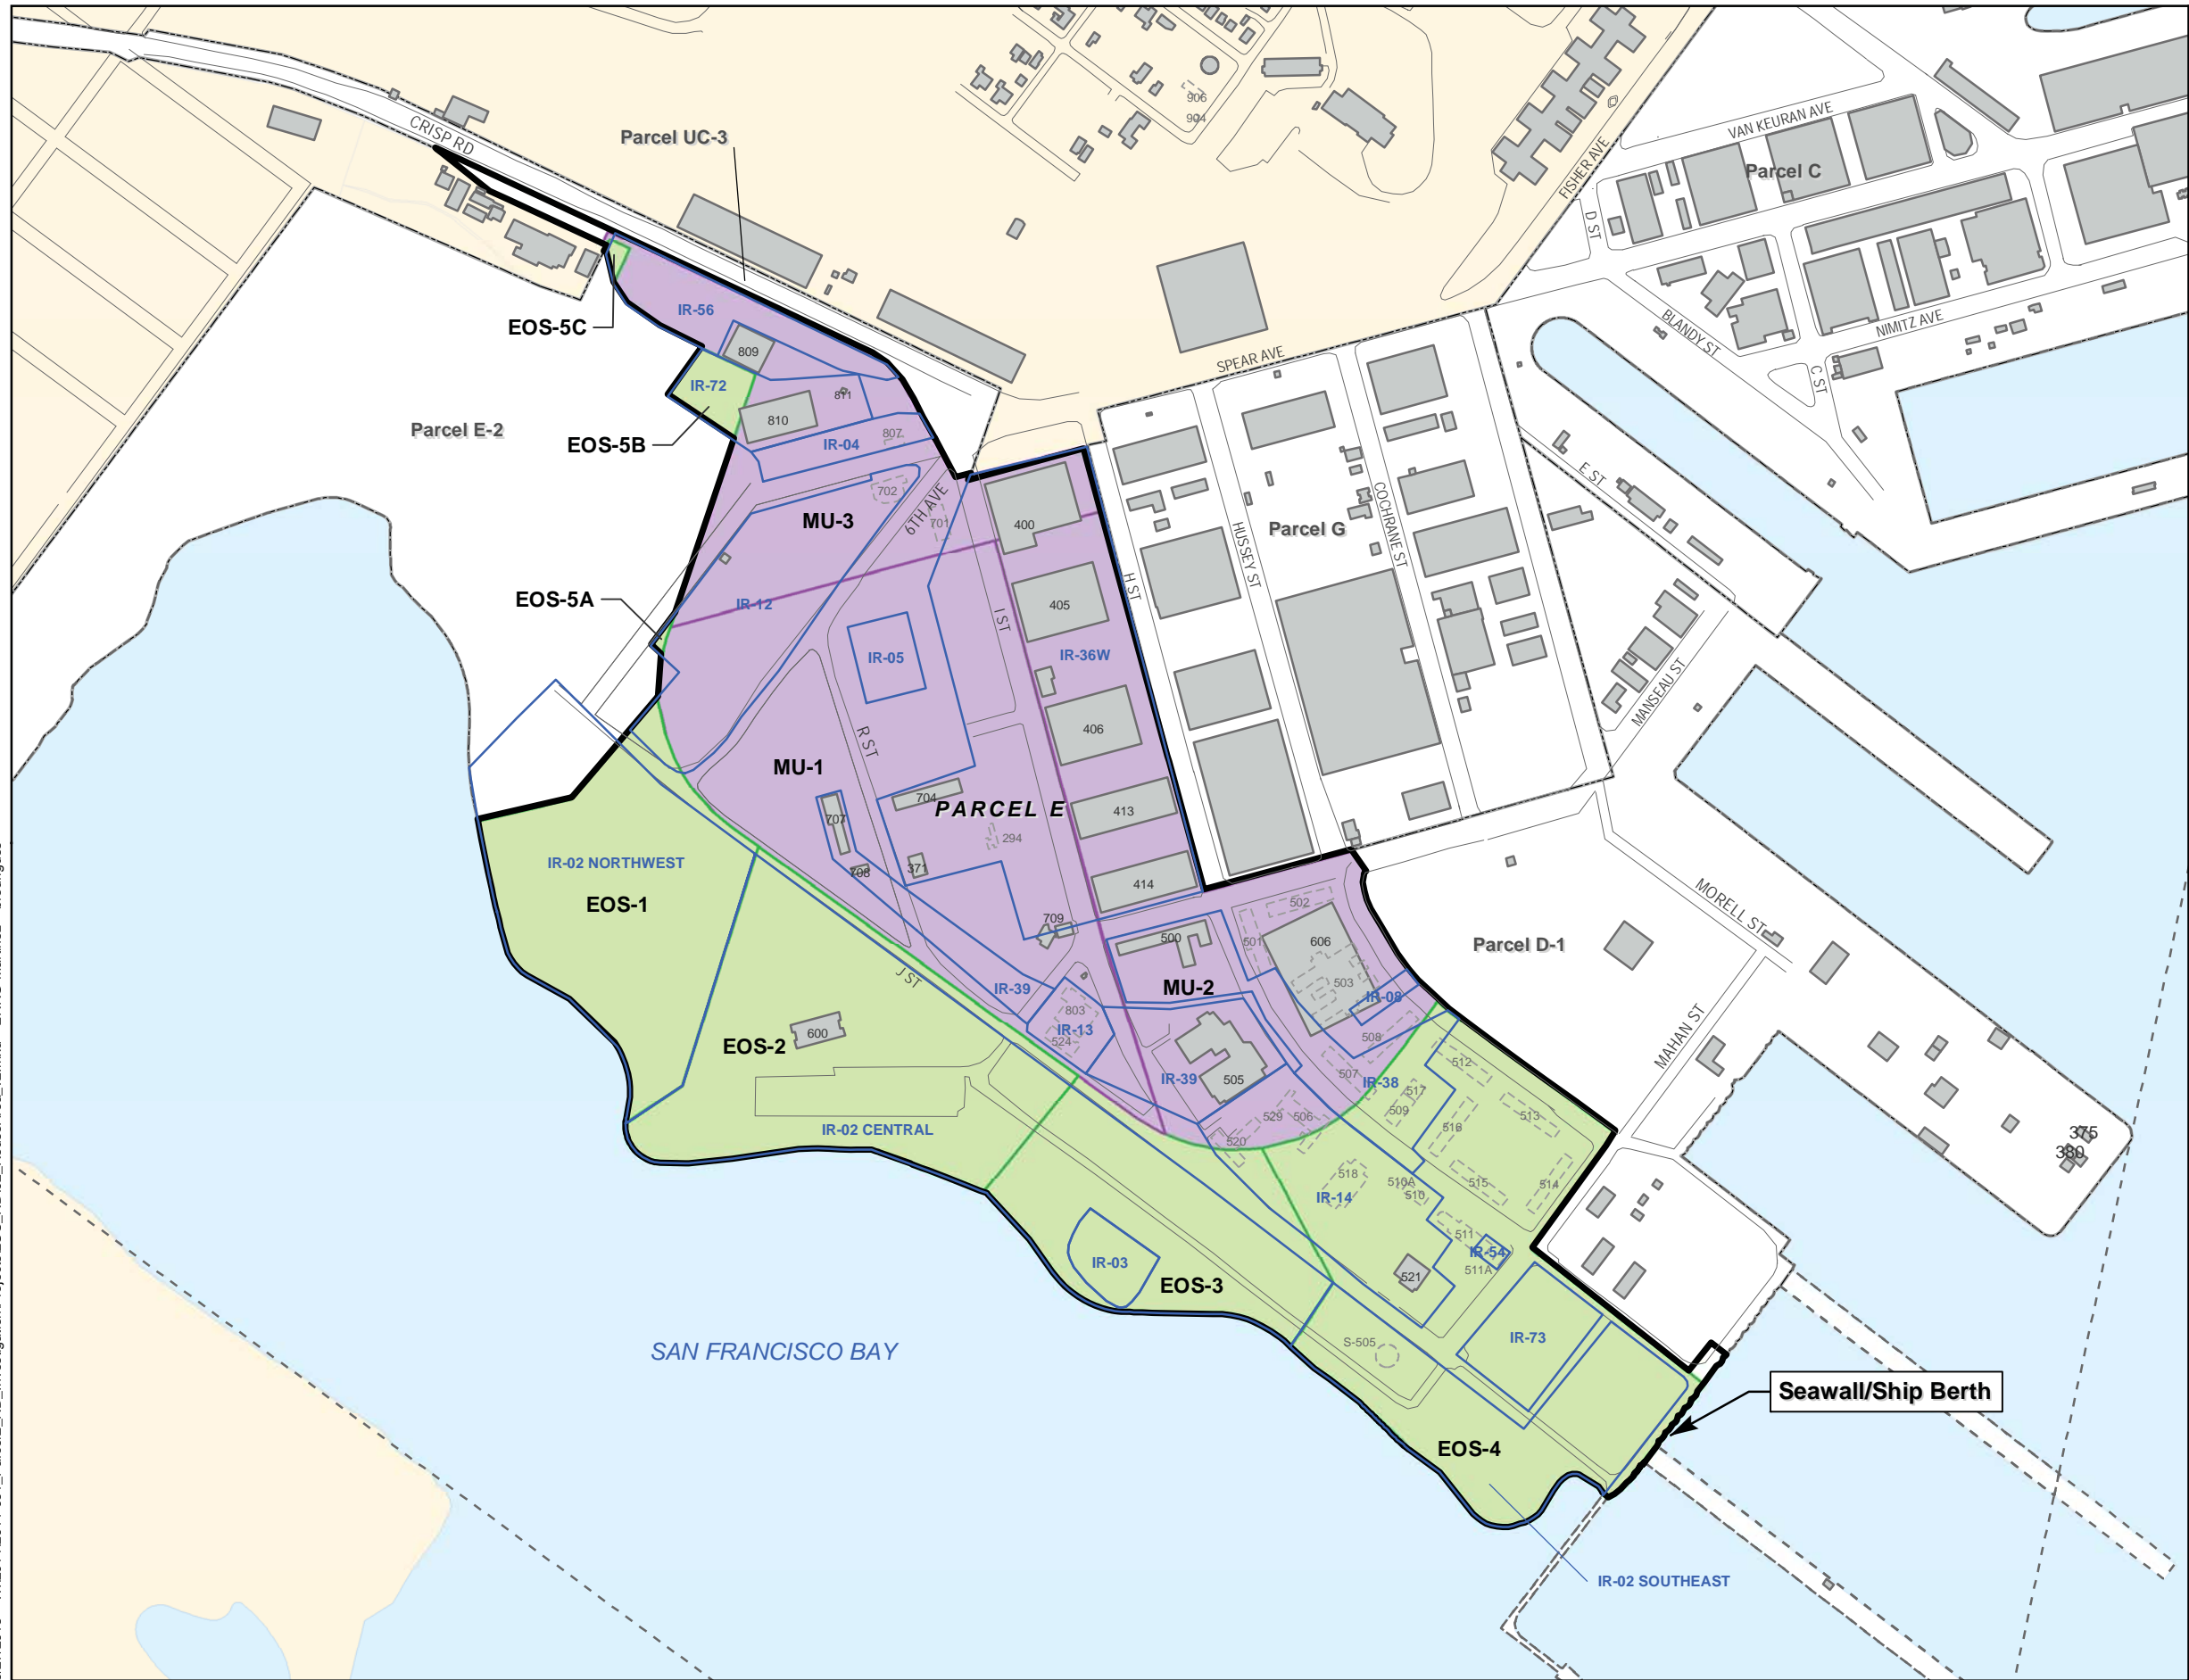 906
904
VAN KEURAN AVE
CRISP RD
Parcel UC-3
FISHER AVE
Parcel C
D ST
IR-56
EOS-5C
BLANDY ST
NIMITZ AVE
809
SPEAR AVE
C ST
IR-72
811
810
Parcel E-2
EOS-5B
IR-04
807
E ST
702
6TH AVE
MU-3
701
400
COCHRANE ST
HUSSEY ST
Parcel G
H ST
EOS-5A
IR-12
405
I ST
IR-05
IR-36W
MANSEAU ST
406
R ST
MU-1
704
PARCEL E
413
707
294
IR-02 NORTHWEST
708
371
414
EOS-1
MORELL ST
502
709
500
501
606
Parcel D-1
J ST
IR-39
MU-2
503
IR-08
803
IR-13
524
600
EOS-2
508
MAHAN ST
512
507
IR-38
IR-39
505
517
509
513
529
506
516
IR-02 CENTRAL
520
375
380
518
510A
510
515
514
IR-14
511
IR-54
511A
IR-03
521
EOS-3
IR-73
S-505
SAN FRANCISCO BAY
Seawall/Ship Berth
EOS-4
IR-02 SOUTHEAST